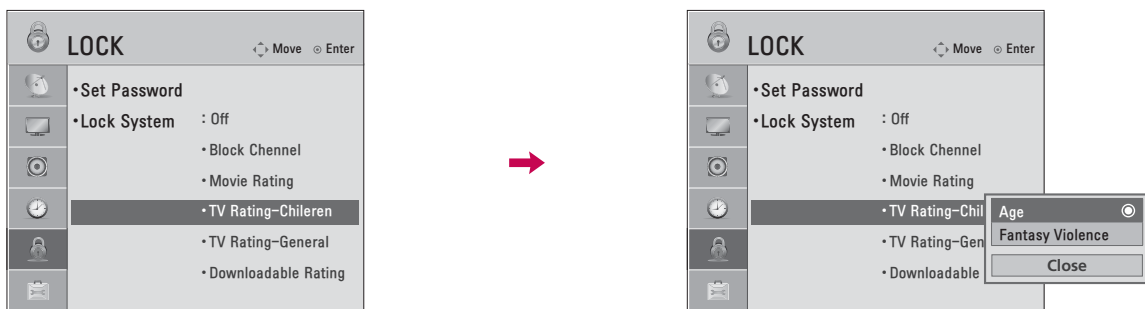 LOCK
Move Enter
•Set Password
•Lock System : Off
•Block Chennel
•Movie Rating
•TV Rating-Chileren
•TV Rating-General
•Downloadable Rating
LOCK
Move Enter
•Set Password
•Lock System : Off
•Block Chennel
•Movie Rating
•TV Rating-Chil
•TV Rating-Gen
•Downloadable
Age
Fantasy Violence
Close